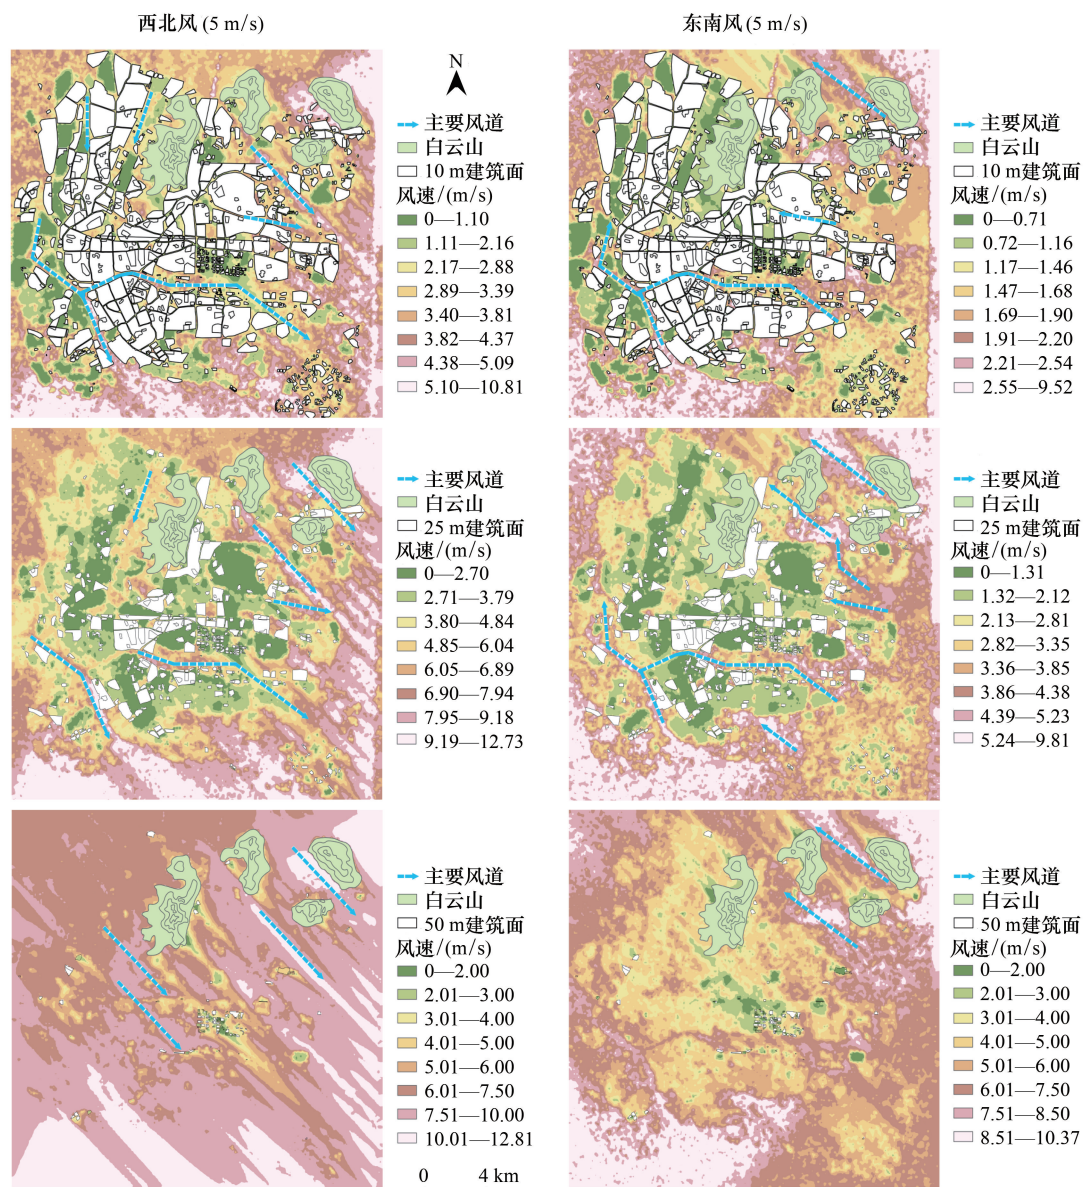 西北风 (5 m/s)
东南风 (5 m/s)
N
主要风道
白云山
10 m建筑面
风速/(m/s)
0—1.10
1.11—2.16
2.17—2.88
2.89—3.39
3.40—3.81
3.82—4.37
4.38—5.09
5.10—10.81
主要风道
白云山
10 m建筑面
风速/(m/s)
0—0.71
0.72—1.16
1.17—1.46
1.47—1.68
1.69—1.90
1.91—2.20
2.21—2.54
2.55—9.52
主要风道
白云山
25 m建筑面
风速/(m/s)
0—2.70
2.71—3.79
3.80—4.84
4.85—6.04
6.05—6.89
6.90—7.94
7.95—9.18
9.19—12.73
主要风道
白云山
25 m建筑面
风速/(m/s)
0—1.31
1.32—2.12
2.13—2.81
2.82—3.35
3.36—3.85
3.86—4.38
4.39—5.23
5.24—9.81
主要风道
白云山
50 m建筑面
风速/(m/s)
0—2.00
2.01—3.00
3.01—4.00
4.01—5.00
5.01—6.00
6.01—7.50
7.51—10.00
10.01—12.81
主要风道
白云山
50 m建筑面
风速/(m/s)
0—2.00
2.01—3.00
3.01—4.00
4.01—5.00
5.01—6.00
6.01—7.50
7.51—8.50
8.51—10.37
0 4 km